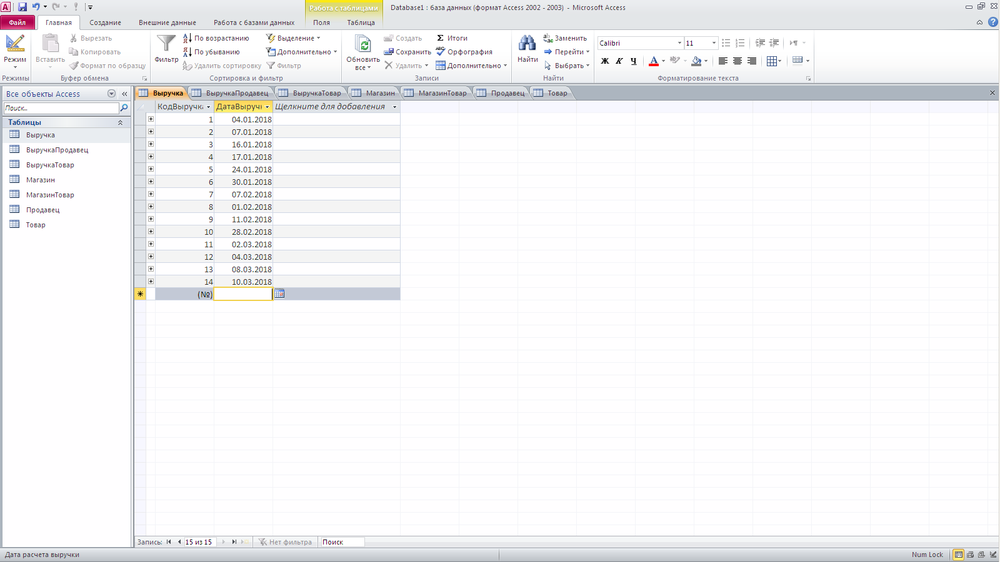 Работа с таблицами
Database1 : база данных (формат Access 2002 - 2003) - Microsoft Access
Файл Главная Создание Внешние данные Работа с базами данных Поля Таблица
Режим
Режимы
Вставить
Вырезать
Копировать
Формат по образцу
Буфер обмена
Фильтр
По возрастанию
По убыванию
Удалить сортировку
Выделение
Дополнительно
Фильтр
Сортировка и фильтр
Обновить
все
Создать
Сохранить
Удалить
Σ Итоги
Орфография
Дополнительно
Записи
Найти
Заменить
Перейти
Выбрать
Найти
Calibri 11
Ж К Ч
Форматирование текста
Все объекты Access
Поиск...
Таблицы
Выручка
ВыручкаПродавец
ВыручкаТовар
Магазин
МагазинТовар
Продавец
Товар
Выручка ВыручкаПродавец ВыручкаТовар Магазин МагазинТовар Продавец Товар
КодВыручка ДатаВыручк Щелкните для добавления
1 04.01.2018
2 07.01.2018
3 16.01.2018
4 17.01.2018
5 24.01.2018
6 30.01.2018
7 07.02.2018
8 01.02.2018
9 11.02.2018
10 28.02.2018
11 02.03.2018
12 04.03.2018
13 08.03.2018
14 10.03.2018
(№)
Запись: 15 из 15 Нет фильтра Поиск
Дата расчета выручки Num Lock